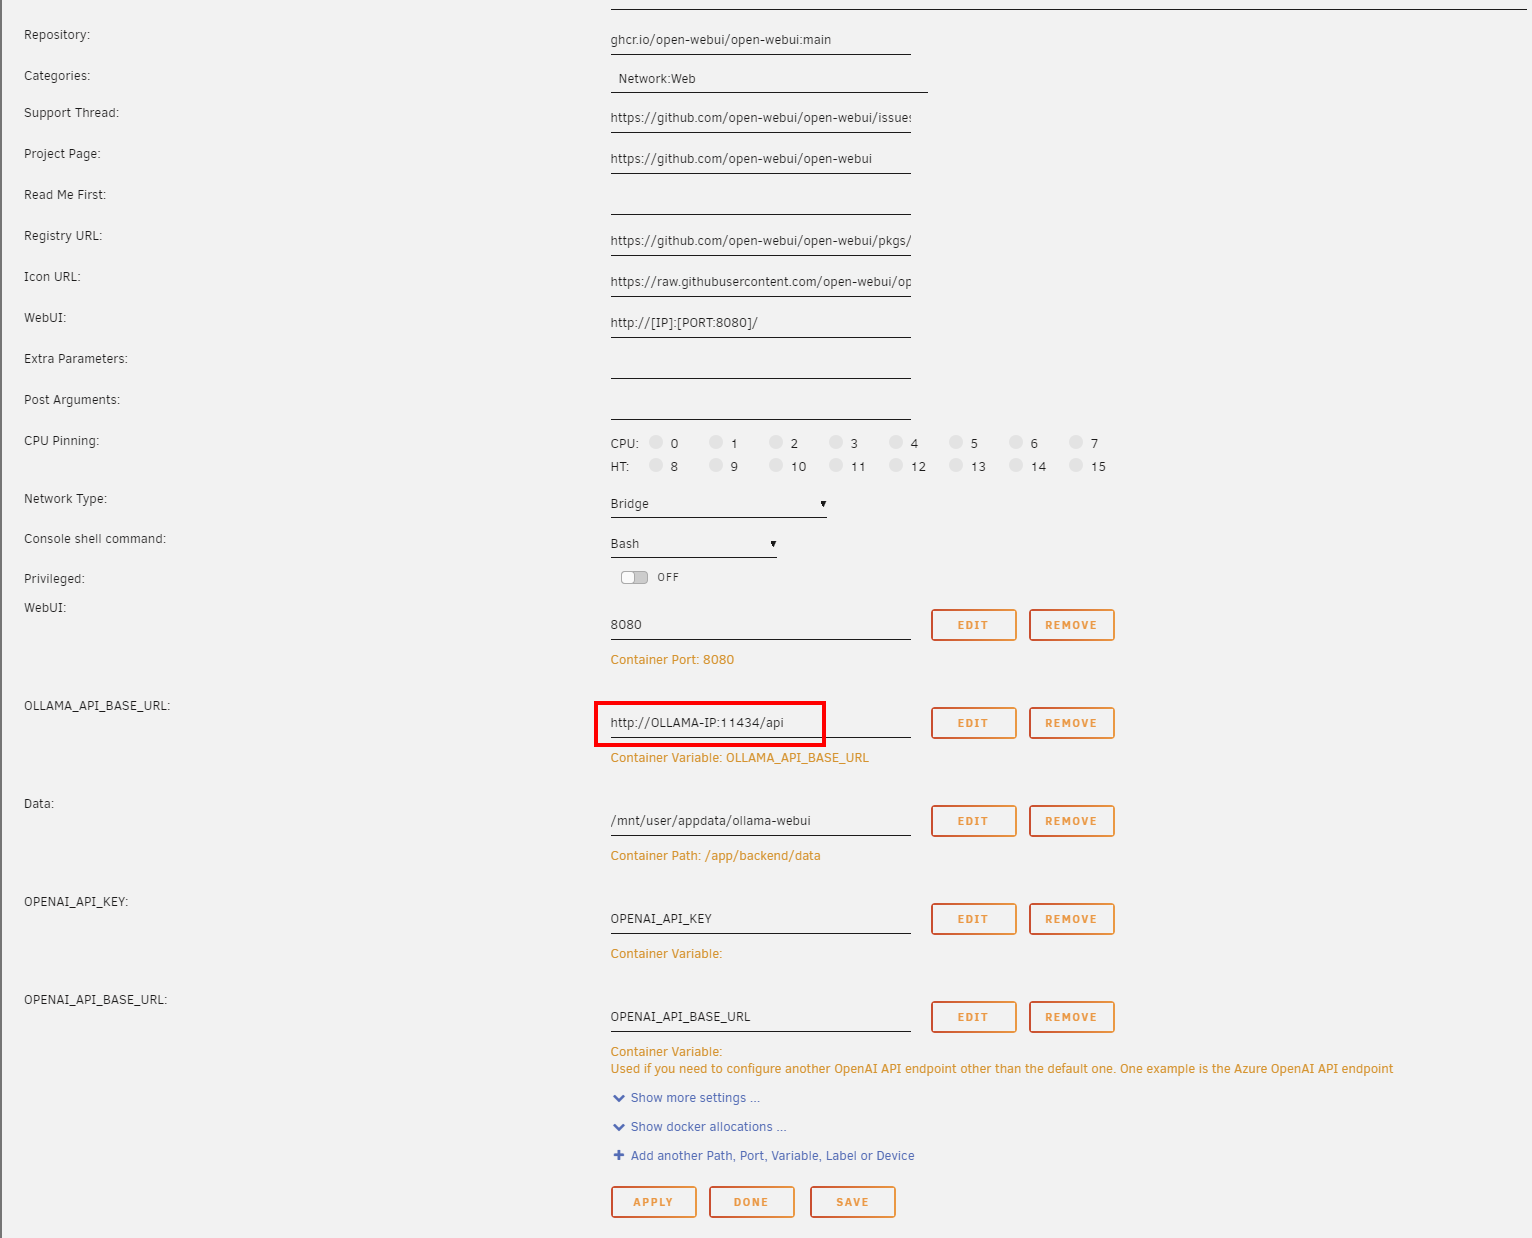 Repository:
ghcr.io/open-webui/open-webui:main
Categories:
Network:Web
Support Thread:
https://github.com/open-webui/open-webui/issues
Project Page:
https://github.com/open-webui/open-webui
Read Me First:
Registry URL:
https://github.com/open-webui/open-webui/pkgs/
Icon URL:
https://raw.githubusercontent.com/open-webui/op
WebUI:
http://[IP]:[PORT:8080]/
Extra Parameters:
Post Arguments:
CPU Pinning:
CPU: 0 1 2 3 4 5 6 7
HT: 8 9 10 11 12 13 14 15
Network Type:
Bridge
Console shell command:
Bash
Privileged:
OFF
WebUI:
8080
EDIT REMOVE
Container Port: 8080
OLLAMA_API_BASE_URL:
http://OLLAMA-IP:11434/api
EDIT REMOVE
Container Variable: OLLAMA_API_BASE_URL
Data:
/mnt/user/appdata/ollama-webui
EDIT REMOVE
Container Path: /app/backend/data
OPENAI_API_KEY:
OPENAI_API_KEY
EDIT REMOVE
Container Variable:
OPENAI_API_BASE_URL:
OPENAI_API_BASE_URL
EDIT REMOVE
Container Variable:
Used if you need to configure another OpenAI API endpoint other than the default one. One example is the Azure OpenAI API endpoint
Show more settings ...
Show docker allocations ...
Add another Path, Port, Variable, Label or Device
APPLY DONE SAVE